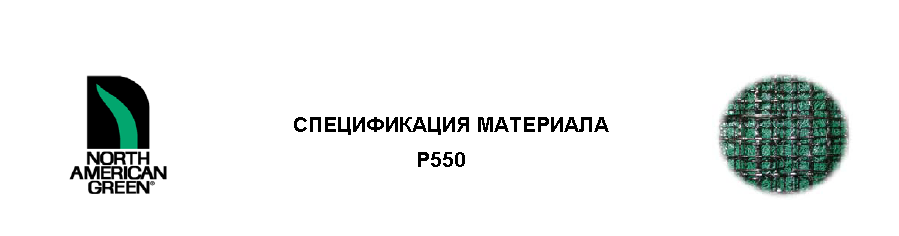 NORTH
AMERICAN
GREEN®
СПЕЦИФИКАЦИЯ МАТЕРИАЛА
P550